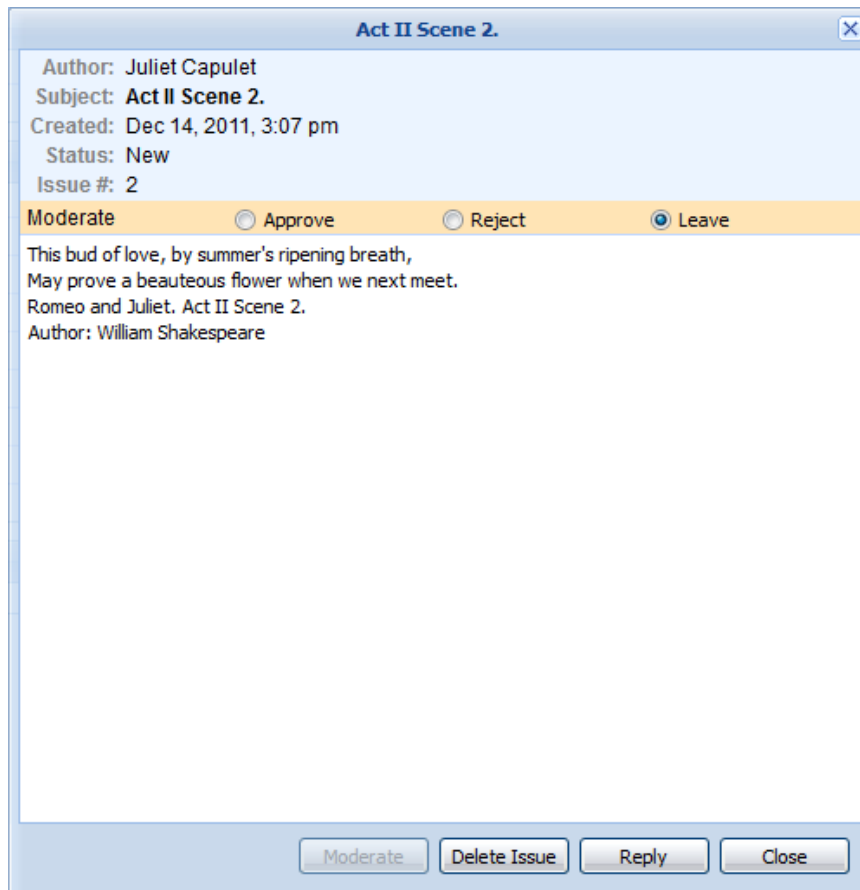 Act II Scene 2.
Author: Juliet Capulet
Subject: Act II Scene 2.
Created: Dec 14, 2011, 3:07 pm
Status: New
Issue #: 2
Moderate Approve Reject Leave
This bud of love, by summer's ripening breath,
May prove a beauteous flower when we next meet.
Romeo and Juliet. Act II Scene 2.
Author: William Shakespeare
Moderate Delete Issue Reply Close